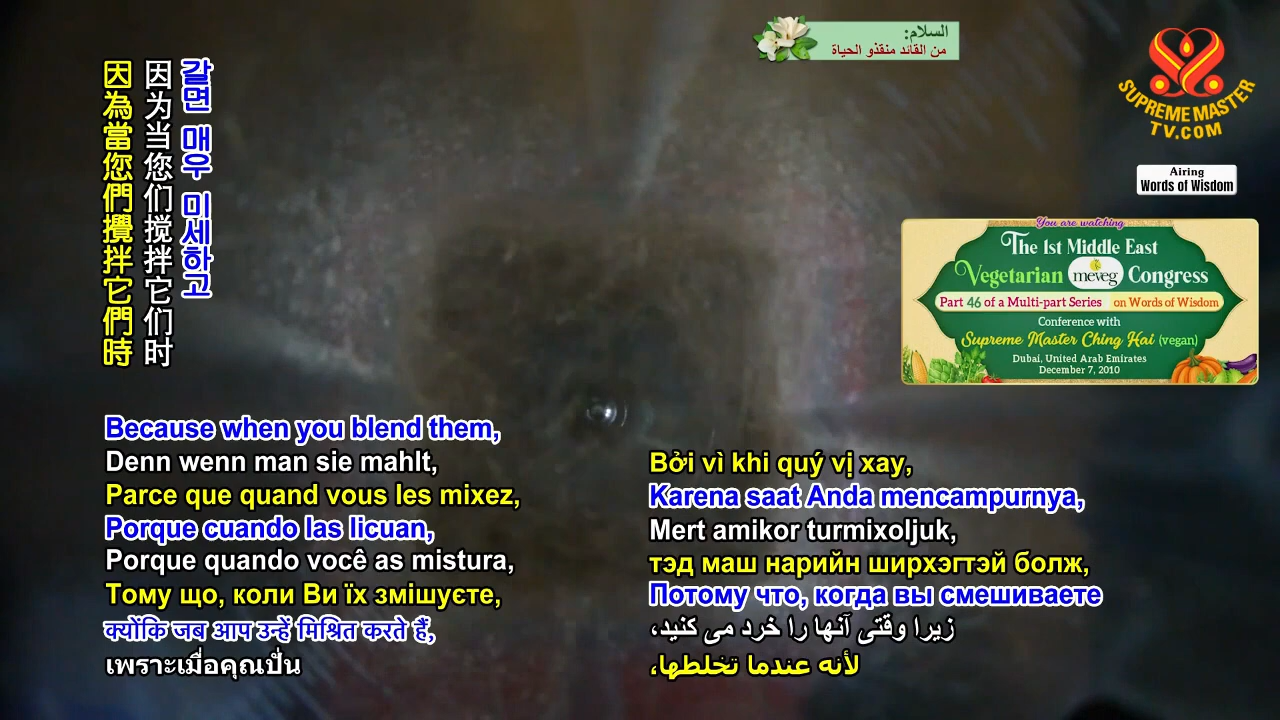 السلام:
من القائد منقذو الحياة
SUPREME MASTER
TV.COM
Airing
Words of Wisdom
You are watching
The 1st Middle East
Vegetarian meveg Congress
Part 46 of a Multi-part Series on Words of Wisdom
Conference with
Supreme Master Ching Hai (vegan)
Dubai, United Arab Emirates
December 7, 2010
갈면 매우 미세하고
因为当您们搅拌它们时
因為當您們攪拌它們時
Because when you blend them,
Denn wenn man sie mahlt,
Parce que quand vous les mixez,
Porque cuando las licuan,
Porque quando você as mistura,
Тому що, коли Ви їх змішуєте,
क्योंकि जब आप उन्हें मिश्रित करते हैं,
เพราะเมื่อคุณปั่น
Bởi vì khi quý vị xay,
Karena saat Anda mencampurnya,
Mert amikor turmixoljuk,
тэд маш нарийн ширхэгтэй болж,
Потому что, когда вы смешиваете
زیرا وقتی آنها را خرد می کنید،
لأنه عندما تخلطها،